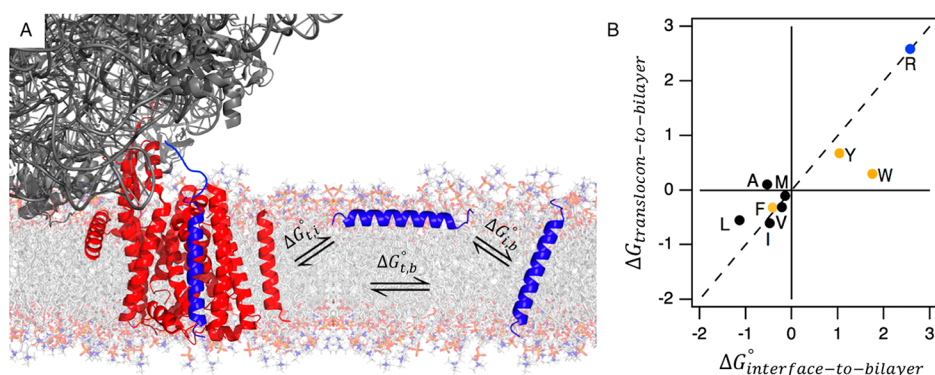 A
ΔG°t,i
ΔG°t,b
ΔG°i,b
B
ΔGtranslocon−to−bilayer
3
2
1
0
-1
-2
R
Y
W
A M
F V
L I
-2 -1 0 1 2 3
ΔG°interface−to−bilayer